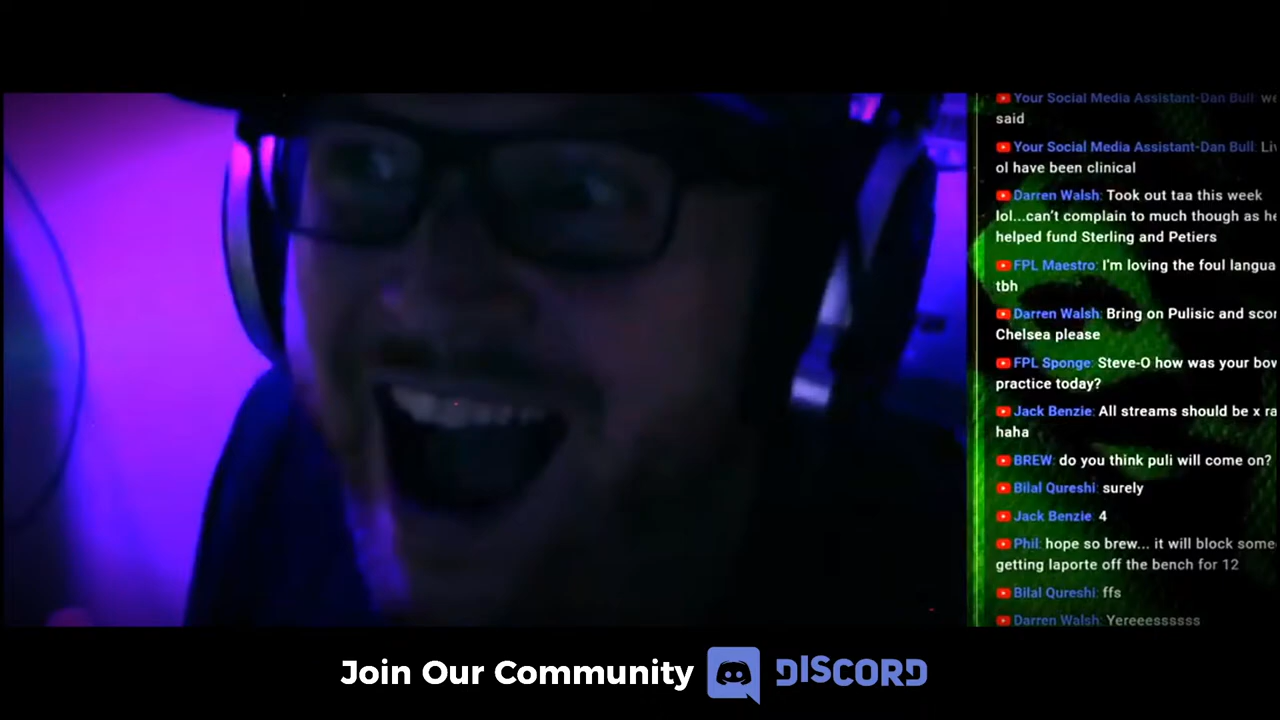 Your Social Media Assistant-Dan Bull: we
said
Your Social Media Assistant-Dan Bull: Liv
ol have been clinical
Darren Walsh: Took out taa this week
lol...can't complain to much though as he
helped fund Sterling and Petiers
FPL Maestro: I'm loving the foul langua
tbh
Darren Walsh: Bring on Pulisic and scor
Chelsea please
FPL Sponge: Steve-O how was your bow
practice today?
Jack Benzie: All streams should be x ra
haha
BREW: do you think puli will come on?
Bilal Qureshi: surely
Jack Benzie: 4
Phil: hope so brew... it will block some
getting laporte off the bench for 12
Bilal Qureshi: ffs
Darren Walsh: Yereeessssss
Join Our Community DISCORD